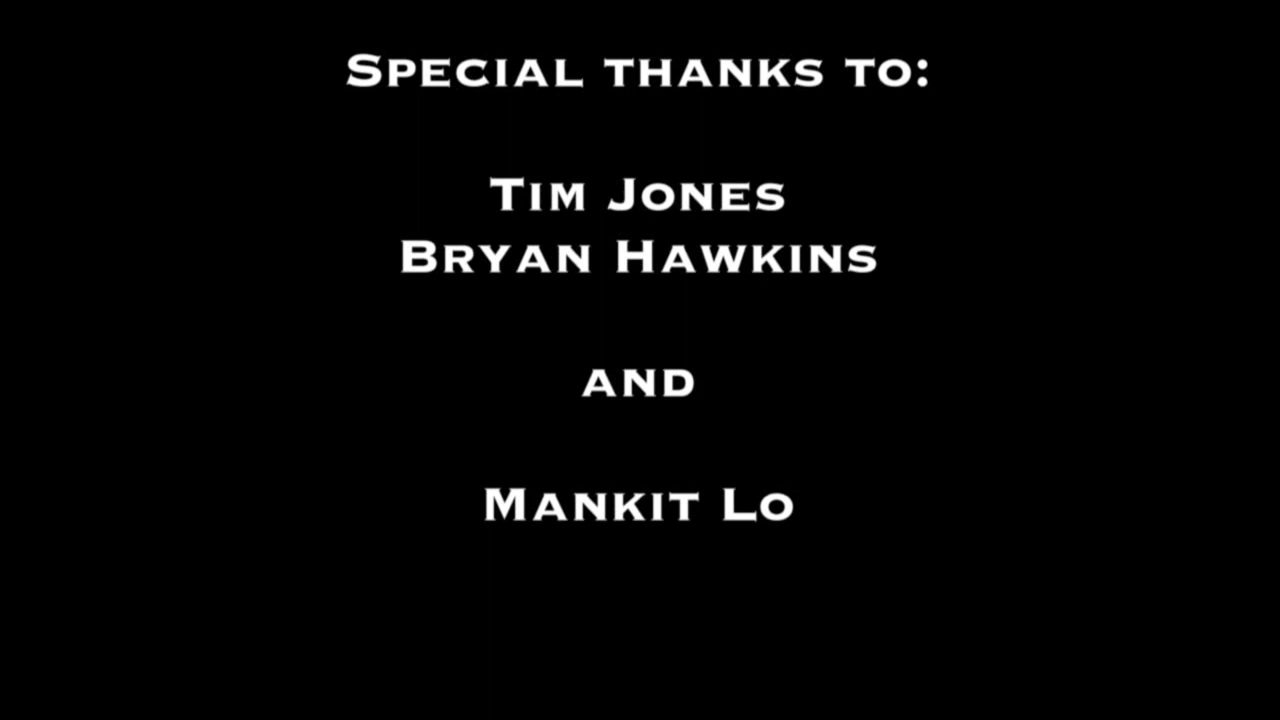 Special thanks to:
Tim Jones
Bryan Hawkins
and
Mankit Lo